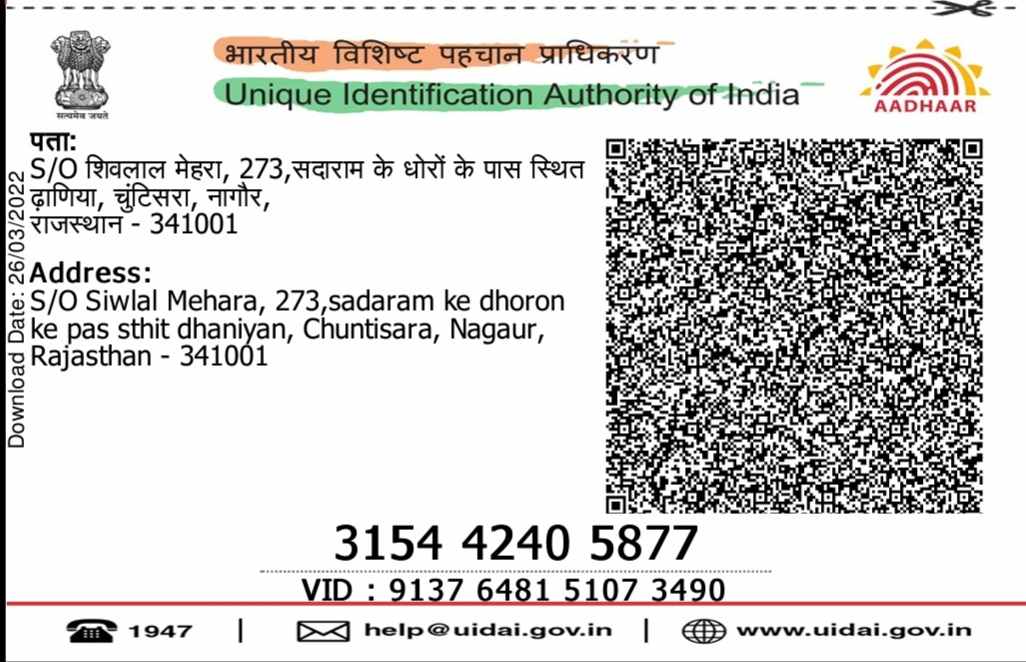 भारतीय विशिष्ट पहचान प्राधिकरण
Unique Identification Authority of India
सत्यमेव जयते
AADHAAR
पता:
S/O शिवलाल मेहरा, 273,सदाराम के धोरों के पास स्थित
ढ़ाणिया, चुंटिसरा, नागौर,
राजस्थान - 341001
Address:
S/O Siwlal Mehara, 273,sadaram ke dhoron
ke pas sthit dhaniyan, Chuntisara, Nagaur,
Rajasthan - 341001
Download Date: 26/03/2022
3154 4240 5877
VID : 9137 6481 5107 3490
1947 | help@uidai.gov.in | www.uidai.gov.in